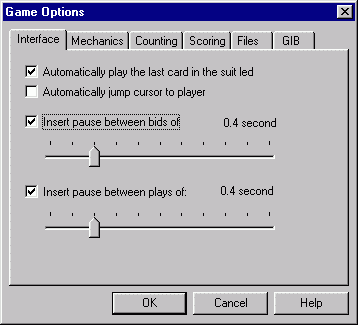 Game Options
Interface Mechanics Counting Scoring Files GIB
Automatically play the last card in the suit led
Automatically jump cursor to player
Insert pause between bids of 0.4 second
Insert pause between plays of: 0.4 second
OK Cancel Help